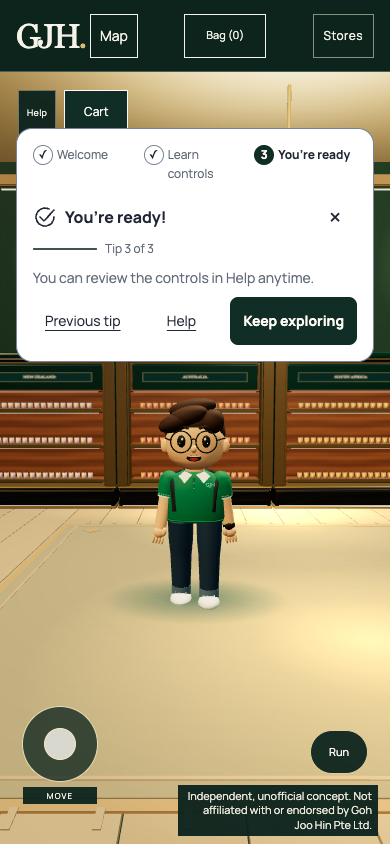 GJH.
Map
Bag (0)
Stores
Help
Cart
✓ Welcome
✓ Learn
controls
3 You're ready
You're ready!
×
Tip 3 of 3
You can review the controls in Help anytime.
Previous tip
Help
Keep exploring
NEW ZEALAND
AUSTRALIA
SOUTH AFRICA
GJH
Run
MOVE
Independent, unofficial concept. Not
affiliated with or endorsed by Goh
Joo Hin Pte Ltd.